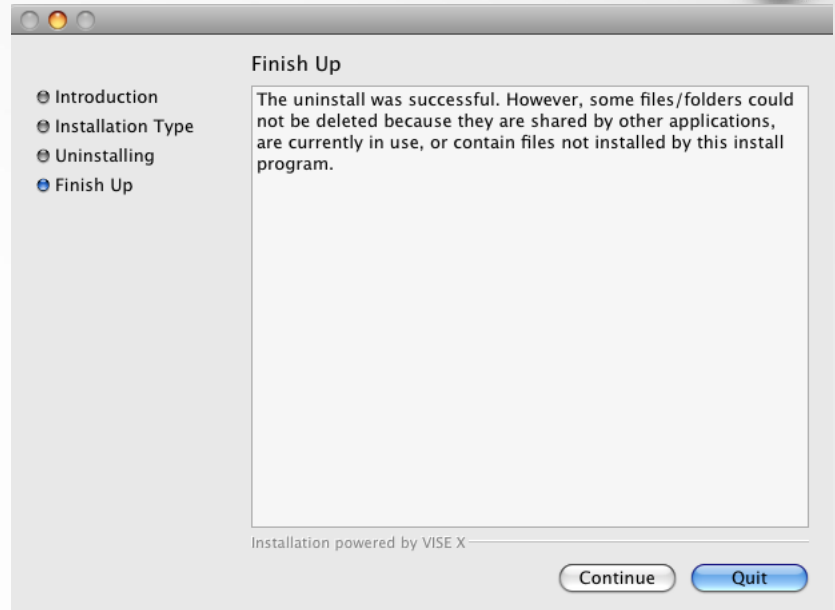 Finish Up
Introduction
Installation Type
Uninstalling
Finish Up
The uninstall was successful. However, some files/folders could
not be deleted because they are shared by other applications,
are currently in use, or contain files not installed by this install
program.
Installation powered by VISE X
Continue
Quit